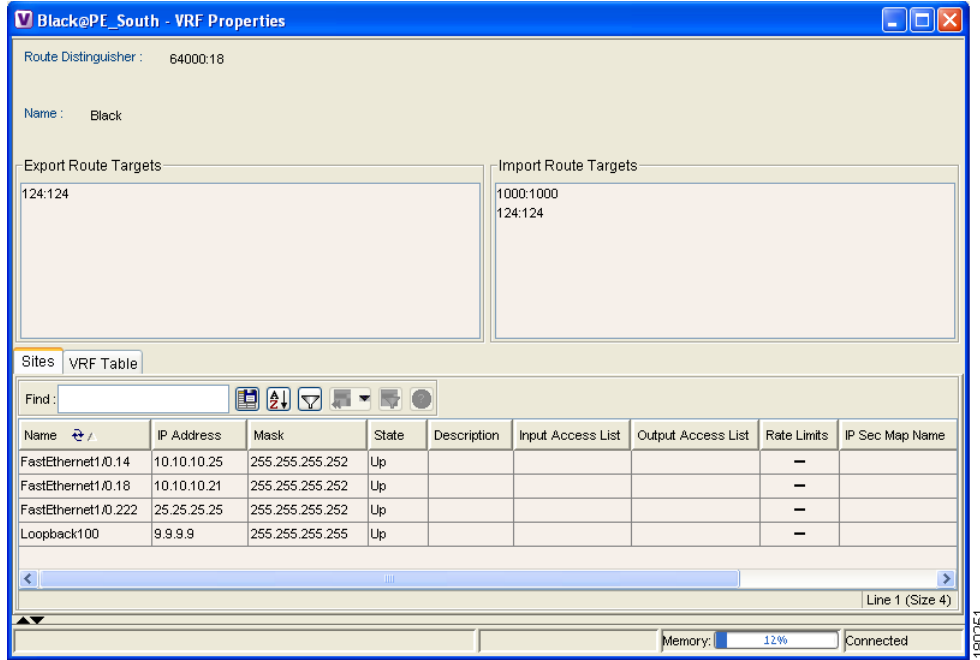 Black@PE_South - VRF Properties
Route Distinguisher : 64000:18
Name : Black
Export Route Targets
124:124
Import Route Targets
1000:1000
124:124
Sites VRF Table
Find :
Name IP Address Mask State Description Input Access List Output Access List Rate Limits IP Sec Map Name
FastEthernet1/0.14 10.10.10.25 255.255.255.252 Up –
FastEthernet1/0.18 10.10.10.21 255.255.255.252 Up –
FastEthernet1/0.222 25.25.25.25 255.255.255.252 Up –
Loopback100 9.9.9.9 255.255.255.255 Up –
Line 1 (Size 4)
Memory: 12% Connected